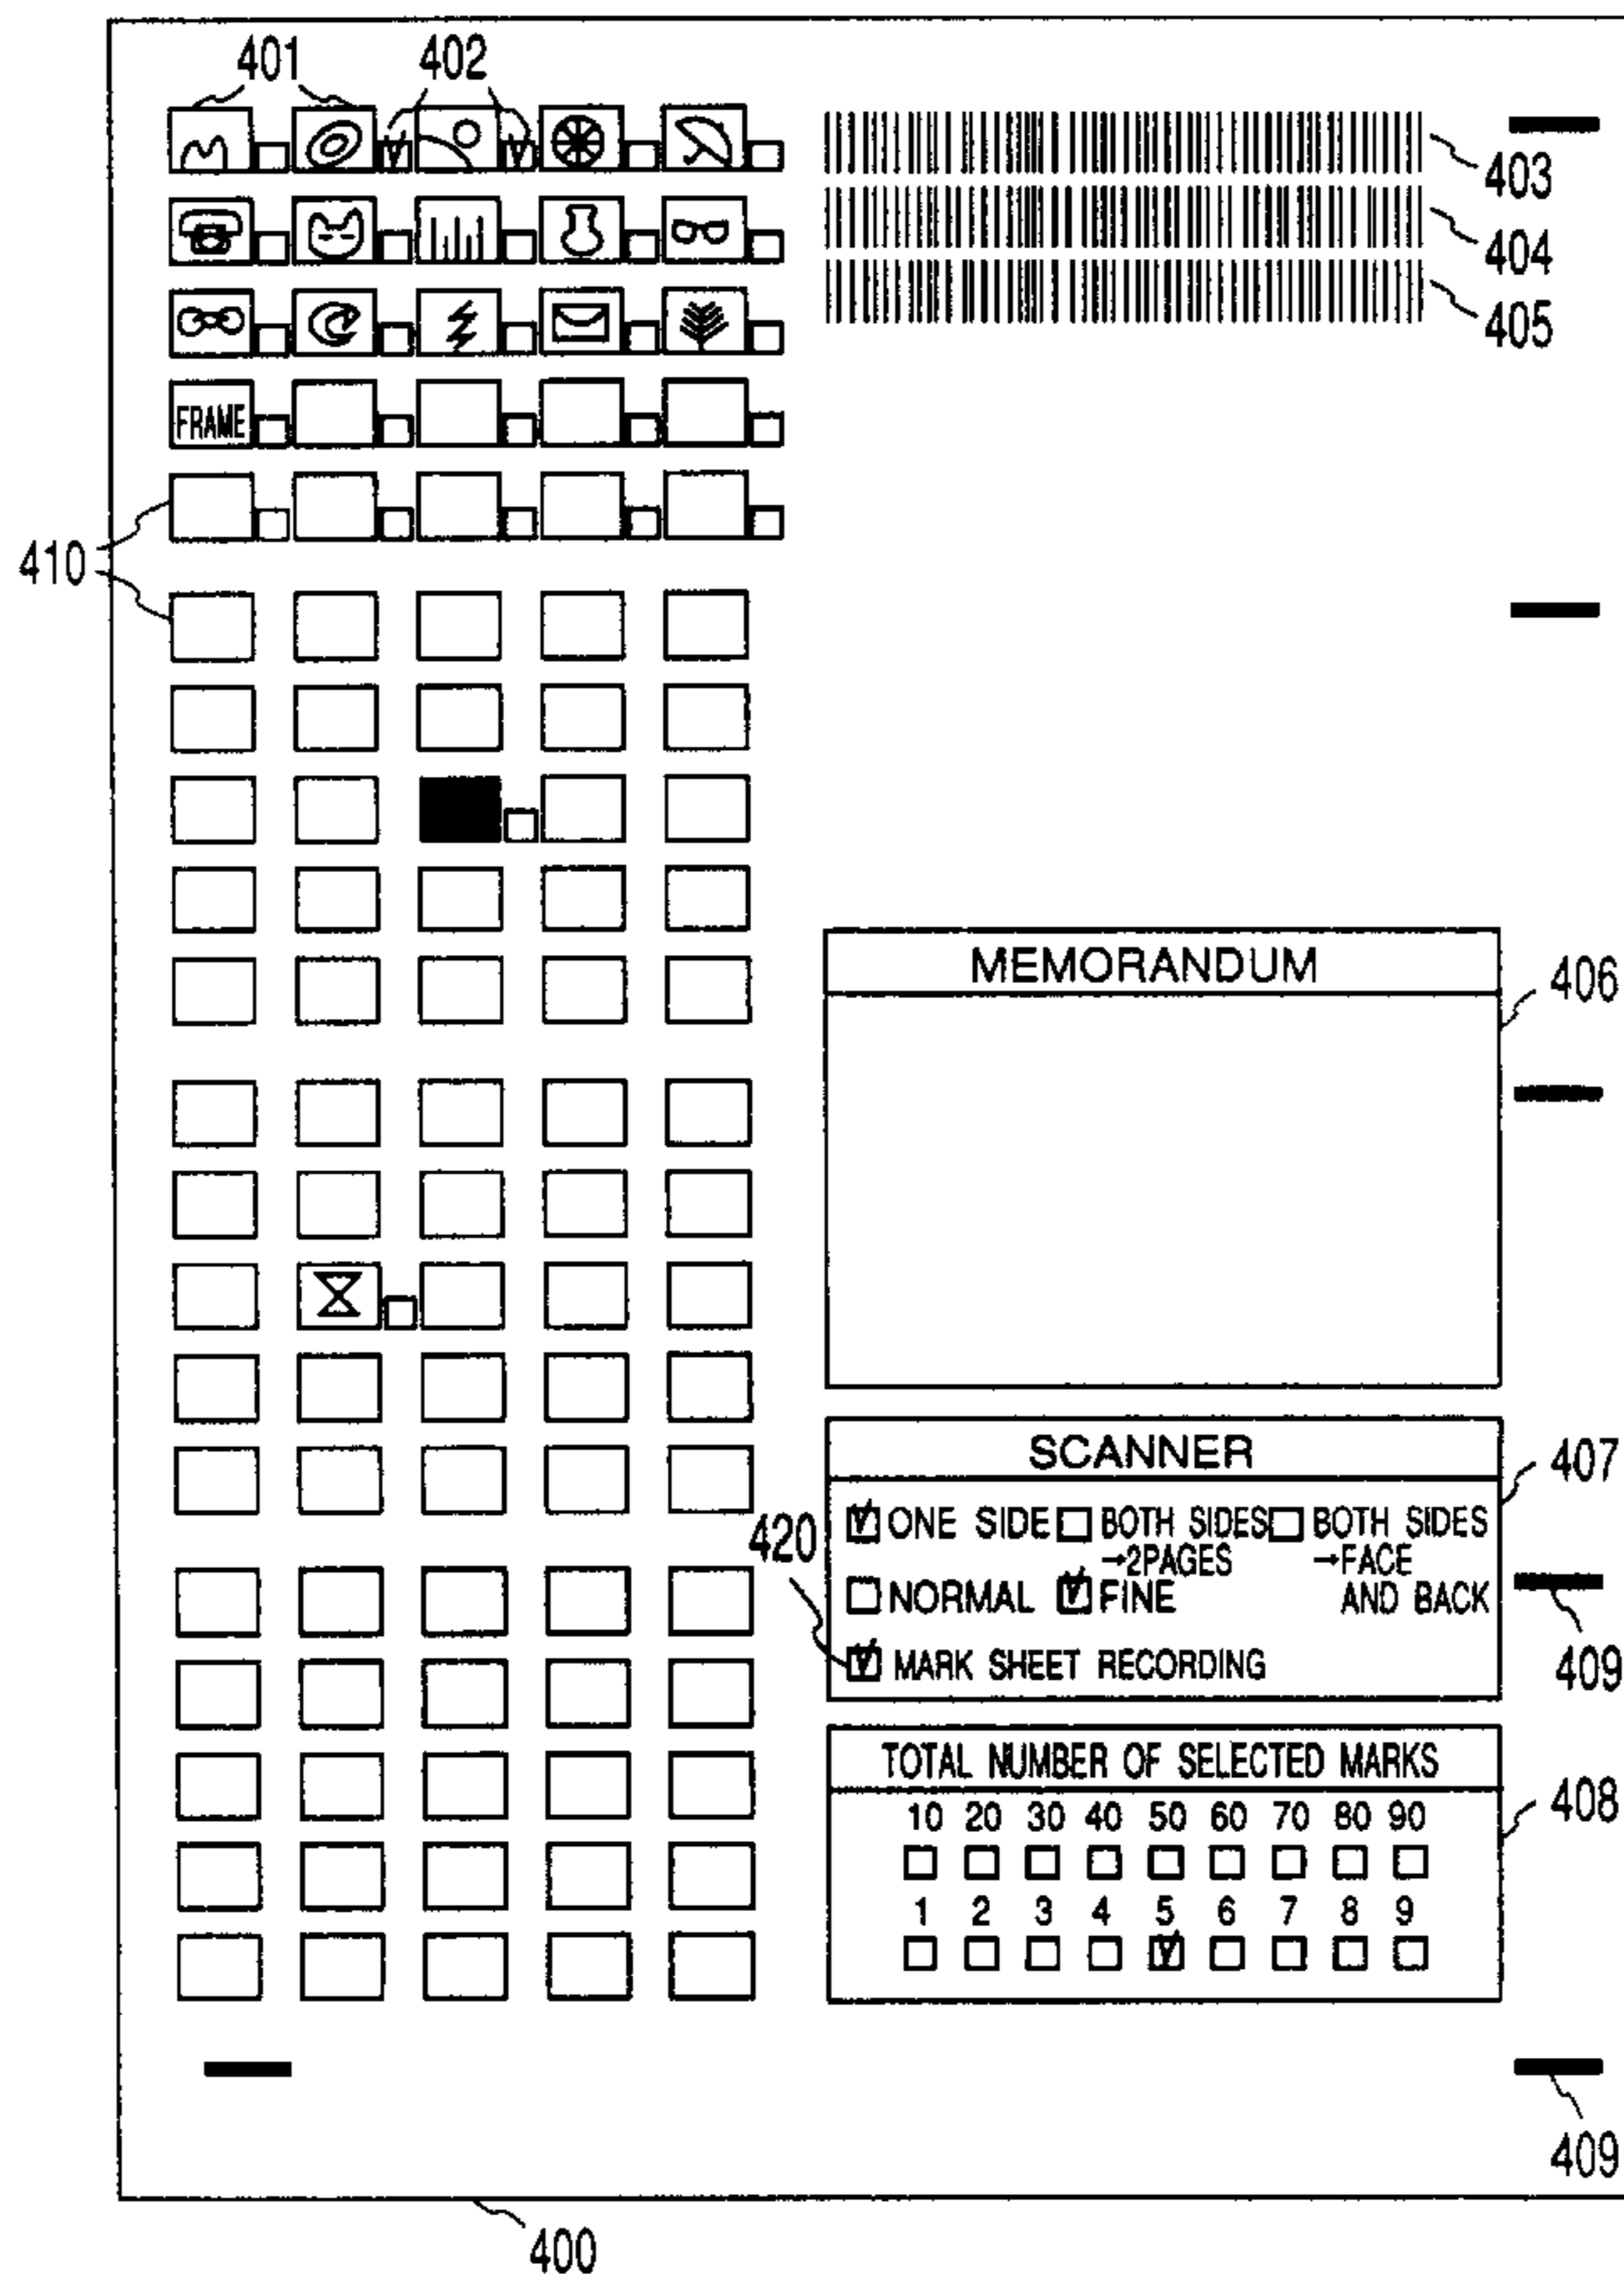 401 402
403
404
405
FRAME
410
MEMORANDUM
406
SCANNER
407
420
ONE SIDE BOTH SIDES BOTH SIDES
→2PAGES →FACE
NORMAL FINE AND BACK
409
MARK SHEET RECORDING
TOTAL NUMBER OF SELECTED MARKS
408
10 20 30 40 50 60 70 80 90
1 2 3 4 5 6 7 8 9
409
400